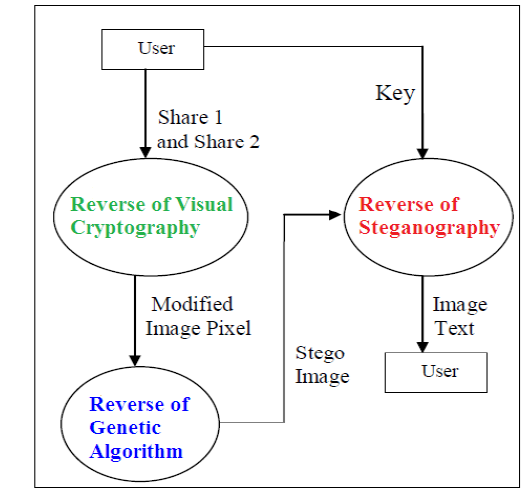 User
Key
Share 1
and Share 2
Reverse of Visual
Cryptography
Reverse of
Steganography
Modified
Image Pixel
Image
Text
Stego
Image
User
Reverse of
Genetic
Algorithm